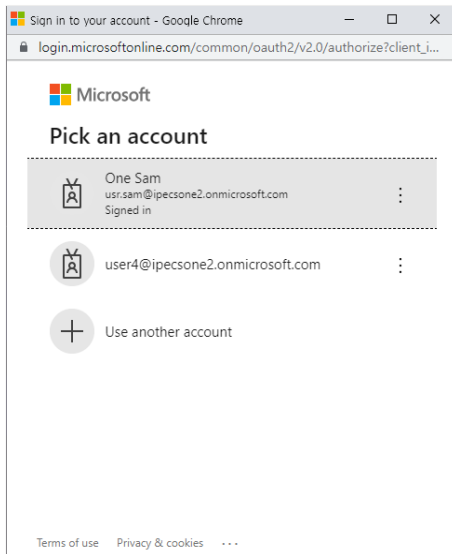 Sign in to your account - Google Chrome
login.microsoftonline.com/common/oauth2/v2.0/authorize?client_i...
Microsoft
Pick an account
One Sam
usr.sam@ipecsone2.onmicrosoft.com
Signed in
user4@ipecsone2.onmicrosoft.com
Use another account
Terms of use Privacy & cookies ...